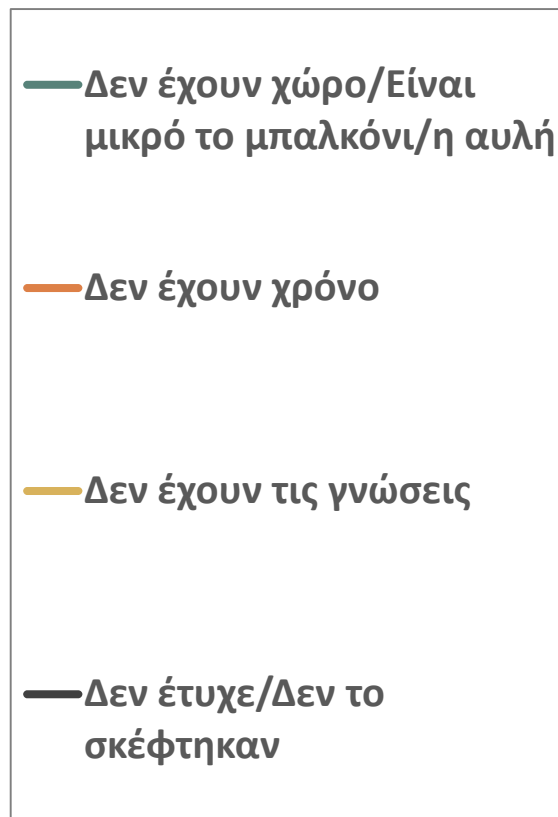 Δεν έχουν χώρο/Είναι
μικρό το μπαλκόνι/η αυλή
Δεν έχουν χρόνο
Δεν έχουν τις γνώσεις
Δεν έτυχε/Δεν το
σκέφτηκαν